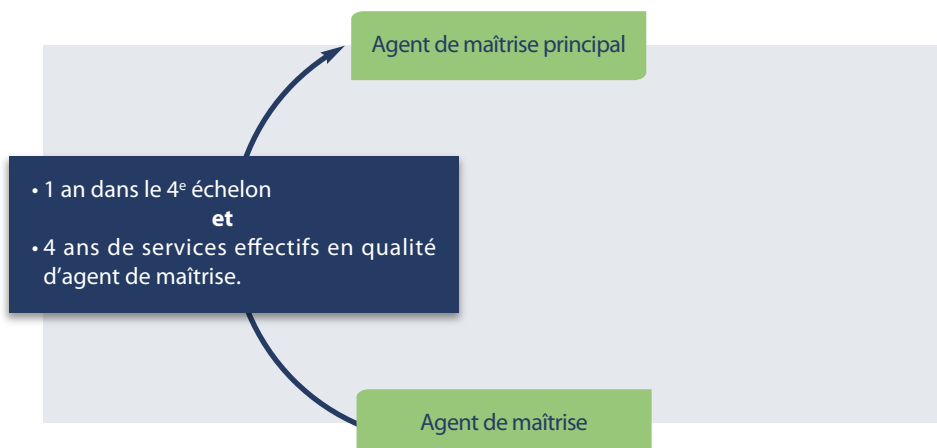 Agent de maîtrise principal
• 1 an dans le 4e échelon
et
• 4 ans de services effectifs en qualité
d’agent de maîtrise.
Agent de maîtrise